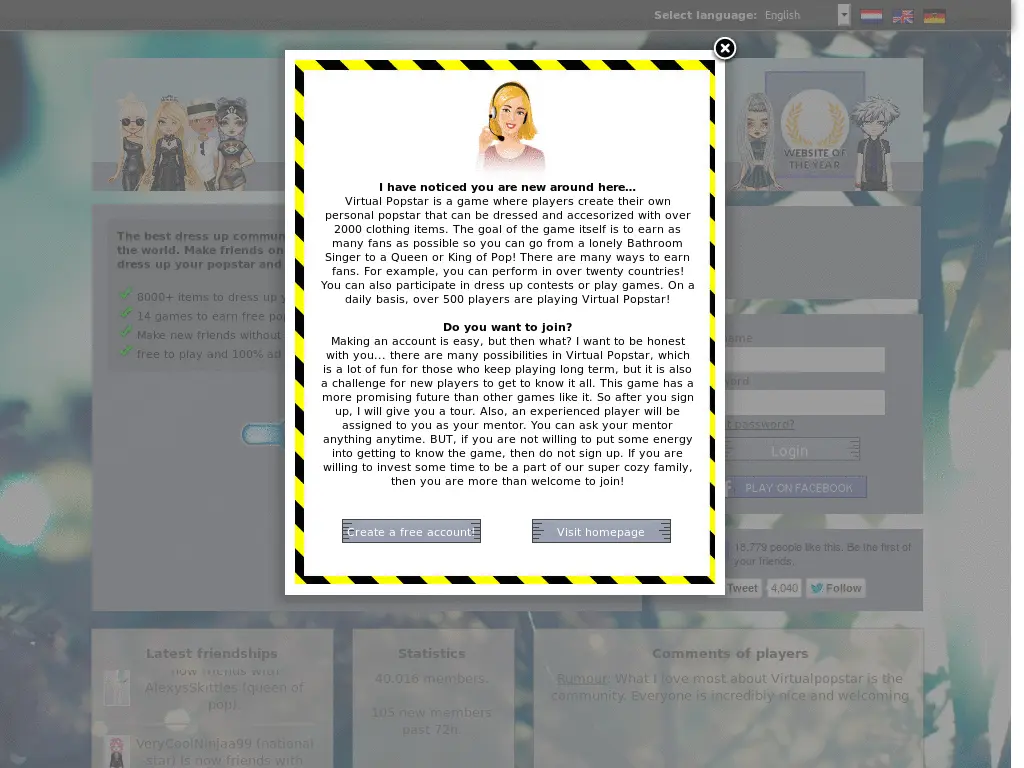 Select language: English
WEBSITE OF
THE YEAR
I have noticed you are new around here…
Virtual Popstar is a game where players create their own
personal popstar that can be dressed and accesorized with over
2000 clothing items. The goal of the game itself is to earn as
many fans as possible so you can go from a lonely Bathroom
Singer to a Queen or King of Pop! There are many ways to earn
fans. For example, you can perform in over twenty countries!
You can also participate in dress up contests or play games. On a
daily basis, over 500 players are playing Virtual Popstar!
Do you want to join?
Making an account is easy, but then what? I want to be honest
with you... there are many possibilities in Virtual Popstar, which
is a lot of fun for those who keep playing long term, but it is also
a challenge for new players to get to know it all. This game has a
more promising future than other games like it. So after you sign
up, I will give you a tour. Also, an experienced player will be
assigned to you as your mentor. You can ask your mentor
anything anytime. BUT, if you are not willing to put some energy
into getting to know the game, then do not sign up. If you are
willing to invest some time to be a part of our super cozy family,
then you are more than welcome to join!
Create a free account!
Visit homepage
The best dress up
the world. Make friends
dress up your popstar and
8000+ items to dress up
14 games to earn free
Make new friends without
free to play and 100%
password?
Login
PLAY ON FACEBOOK
18,779 people like this. Be the first of
your friends.
Tweet 4,040 Follow
Latest friendships
now friends with
AlexysSkittles (queen of
pop).
VeryCoolNinjaa99 (national
star) is now friends with
Statistics
40.016 members.
105 new members
past 72h.
Comments of players
Rumour: What I love most about Virtualpopstar is the
community. Everyone is incredibly nice and welcoming